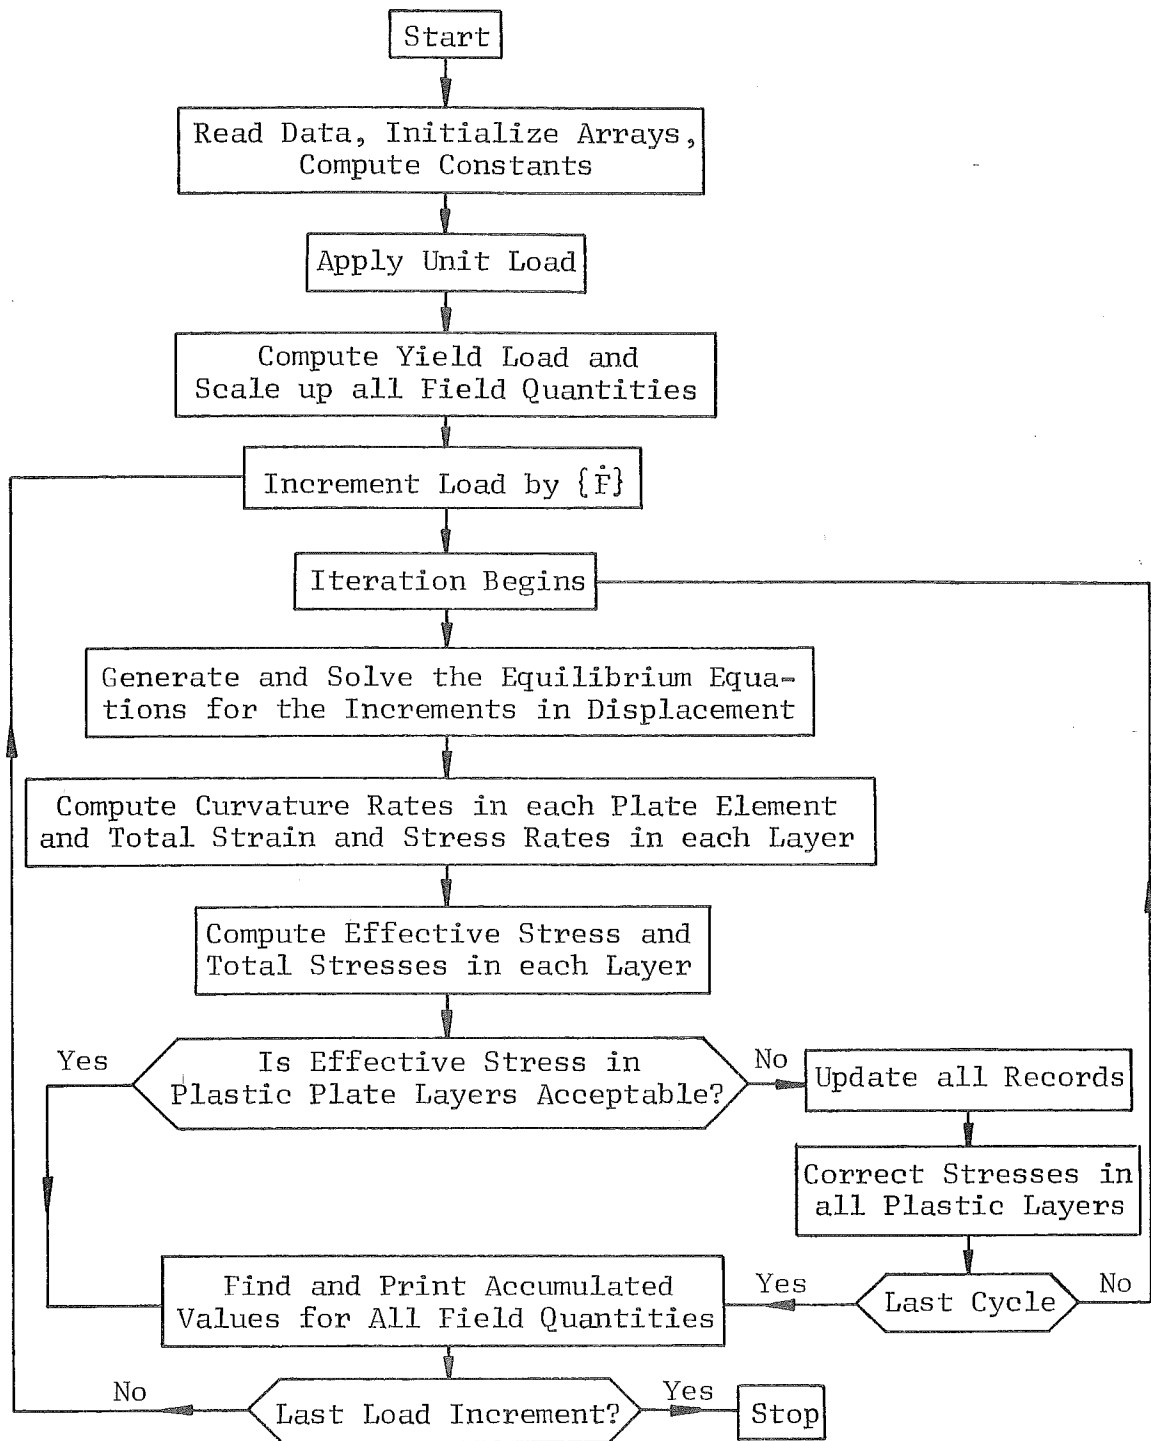 Start
Read Data, Initialize Arrays,
Compute Constants
Apply Unit Load
Compute Yield Load and
Scale up all Field Quantities
Increment Load by {Ḟ}
Iteration Begins
Generate and Solve the Equilibrium Equa-
tions for the Increments in Displacement
Compute Curvature Rates in each Plate Element
and Total Strain and Stress Rates in each Layer
Compute Effective Stress and
Total Stresses in each Layer
Yes
Is Effective Stress in
Plastic Plate Layers Acceptable?
No
Update all Records
Correct Stresses in
all Plastic Layers
Find and Print Accumulated
Values for All Field Quantities
Yes
Last Cycle
No
No
Last Load Increment?
Yes
Stop